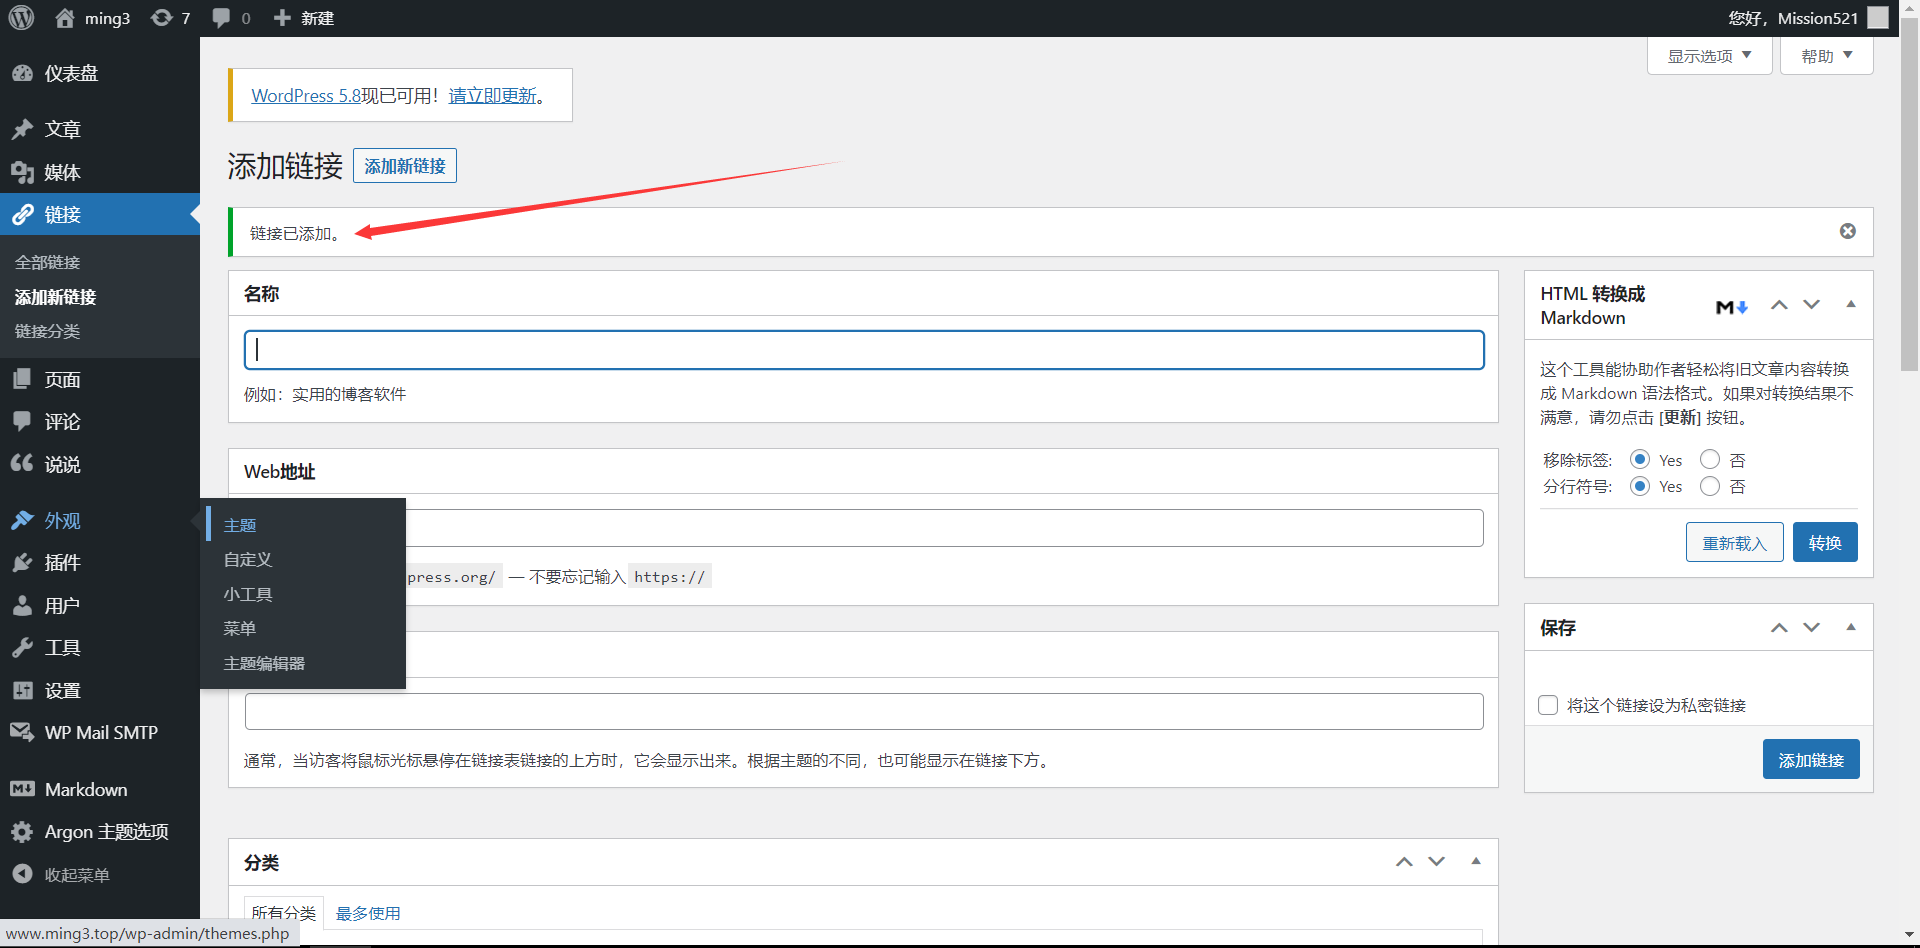 ming3 7 0 新建 您好，Mission521
显示选项 帮助
仪表盘
文章
媒体
链接
全部链接
添加新链接
链接分类
页面
评论
说说
外观
插件
用户
工具
设置
WP Mail SMTP
Markdown
Argon 主题选项
收起菜单
主题
自定义
小工具
菜单
主题编辑器
WordPress 5.8现已可用！请立即更新。
添加链接 添加新链接
链接已添加。
名称
例如：实用的博客软件
Web地址
press.org/ — 不要忘记输入 https://
通常，当访客将鼠标光标悬停在链接表链接的上方时，它会显示出来。根据主题的不同，也可能显示在链接下方。
分类
所有分类 最多使用
HTML 转换成
Markdown
M
这个工具能协助作者轻松将旧文章内容转换
成 Markdown 语法格式。如果对转换结果不
满意，请勿点击 [更新] 按钮。
移除标签: Yes 否
分行符号: Yes 否
重新载入 转换
保存
将这个链接设为私密链接
添加链接
www.ming3.top/wp-admin/themes.php